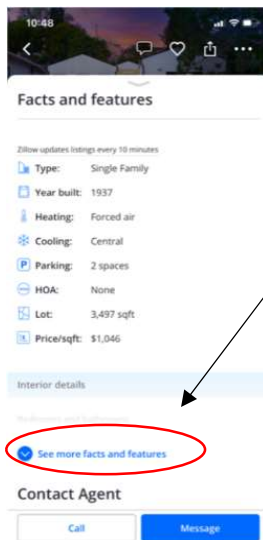 10:48
Facts and features
Zillow updates listings every 10 minutes
Type: Single Family
Year built: 1937
Heating: Forced air
Cooling: Central
P Parking: 2 spaces
HOA: None
Lot: 3,497 sqft
Price/sqft: $1,046
Interior details
See more facts and features
Contact Agent
Call
Message